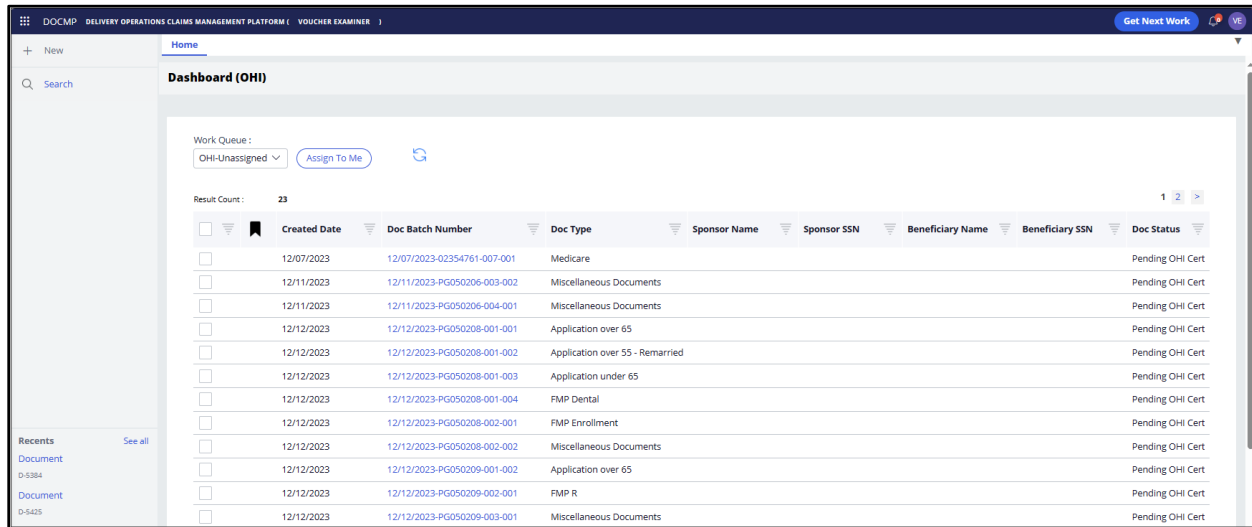 DOCMP DELIVERY OPERATIONS CLAIMS MANAGEMENT PLATFORM ( VOUCHER EXAMINER ) Get Next Work VE
+ New
Search
Home
Dashboard (OHI)
Work Queue :
OHI-Unassigned Assign To Me
Result Count : 23 1 2 >
Created Date Doc Batch Number Doc Type Sponsor Name Sponsor SSN Beneficiary Name Beneficiary SSN Doc Status
12/07/2023 12/07/2023-02354761-007-001 Medicare Pending OHI Cert
12/11/2023 12/11/2023-PG050206-003-002 Miscellaneous Documents Pending OHI Cert
12/11/2023 12/11/2023-PG050206-004-001 Miscellaneous Documents Pending OHI Cert
12/12/2023 12/12/2023-PG050208-001-001 Application over 65 Pending OHI Cert
12/12/2023 12/12/2023-PG050208-001-002 Application over 55 - Remarried Pending OHI Cert
12/12/2023 12/12/2023-PG050208-001-003 Application under 65 Pending OHI Cert
12/12/2023 12/12/2023-PG050208-001-004 FMP Dental Pending OHI Cert
12/12/2023 12/12/2023-PG050208-002-001 FMP Enrollment Pending OHI Cert
12/12/2023 12/12/2023-PG050208-002-002 Miscellaneous Documents Pending OHI Cert
12/12/2023 12/12/2023-PG050209-001-002 Application over 65 Pending OHI Cert
12/12/2023 12/12/2023-PG050209-002-001 FMP R Pending OHI Cert
12/12/2023 12/12/2023-PG050209-003-001 Miscellaneous Documents Pending OHI Cert
Recents See all
Document
D-5384
Document
D-5425